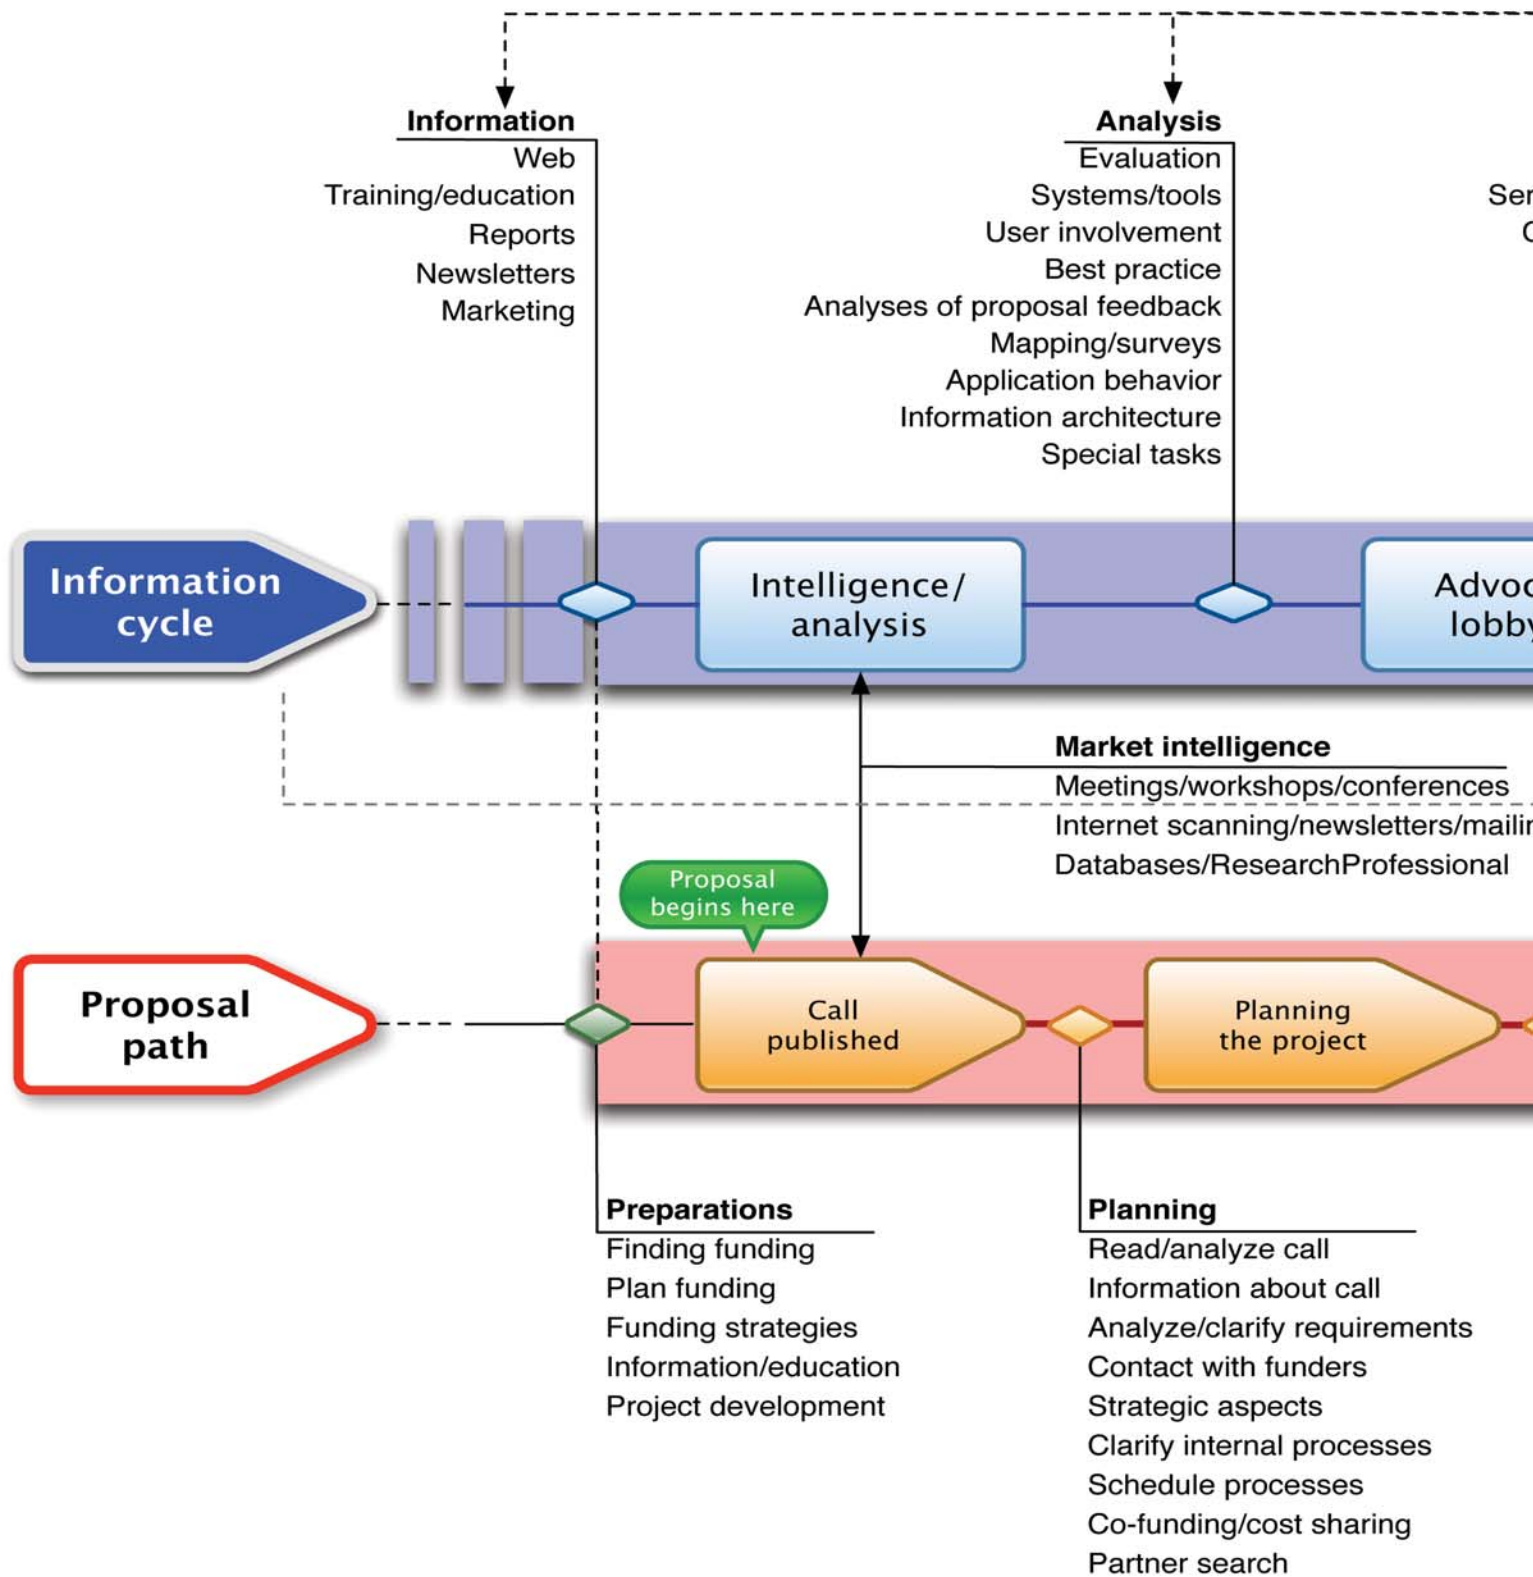 Information
Web
Training/education
Reports
Newsletters
Marketing
Analysis
Evaluation
Systems/tools
User involvement
Best practice
Analyses of proposal feedback
Mapping/surveys
Application behavior
Information architecture
Special tasks
Information
cycle
Intelligence/
analysis
Market intelligence
Meetings/workshops/conferences
Internet scanning/newsletters/
Databases/ResearchProfessional
Proposal
begins here
Proposal
path
Call
published
Planning
the project
Preparations
Finding funding
Plan funding
Funding strategies
Information/education
Project development
Planning
Read/analyze call
Information about call
Analyze/clarify requirements
Contact with funders
Strategic aspects
Clarify internal processes
Schedule processes
Co-funding/cost sharing
Partner search